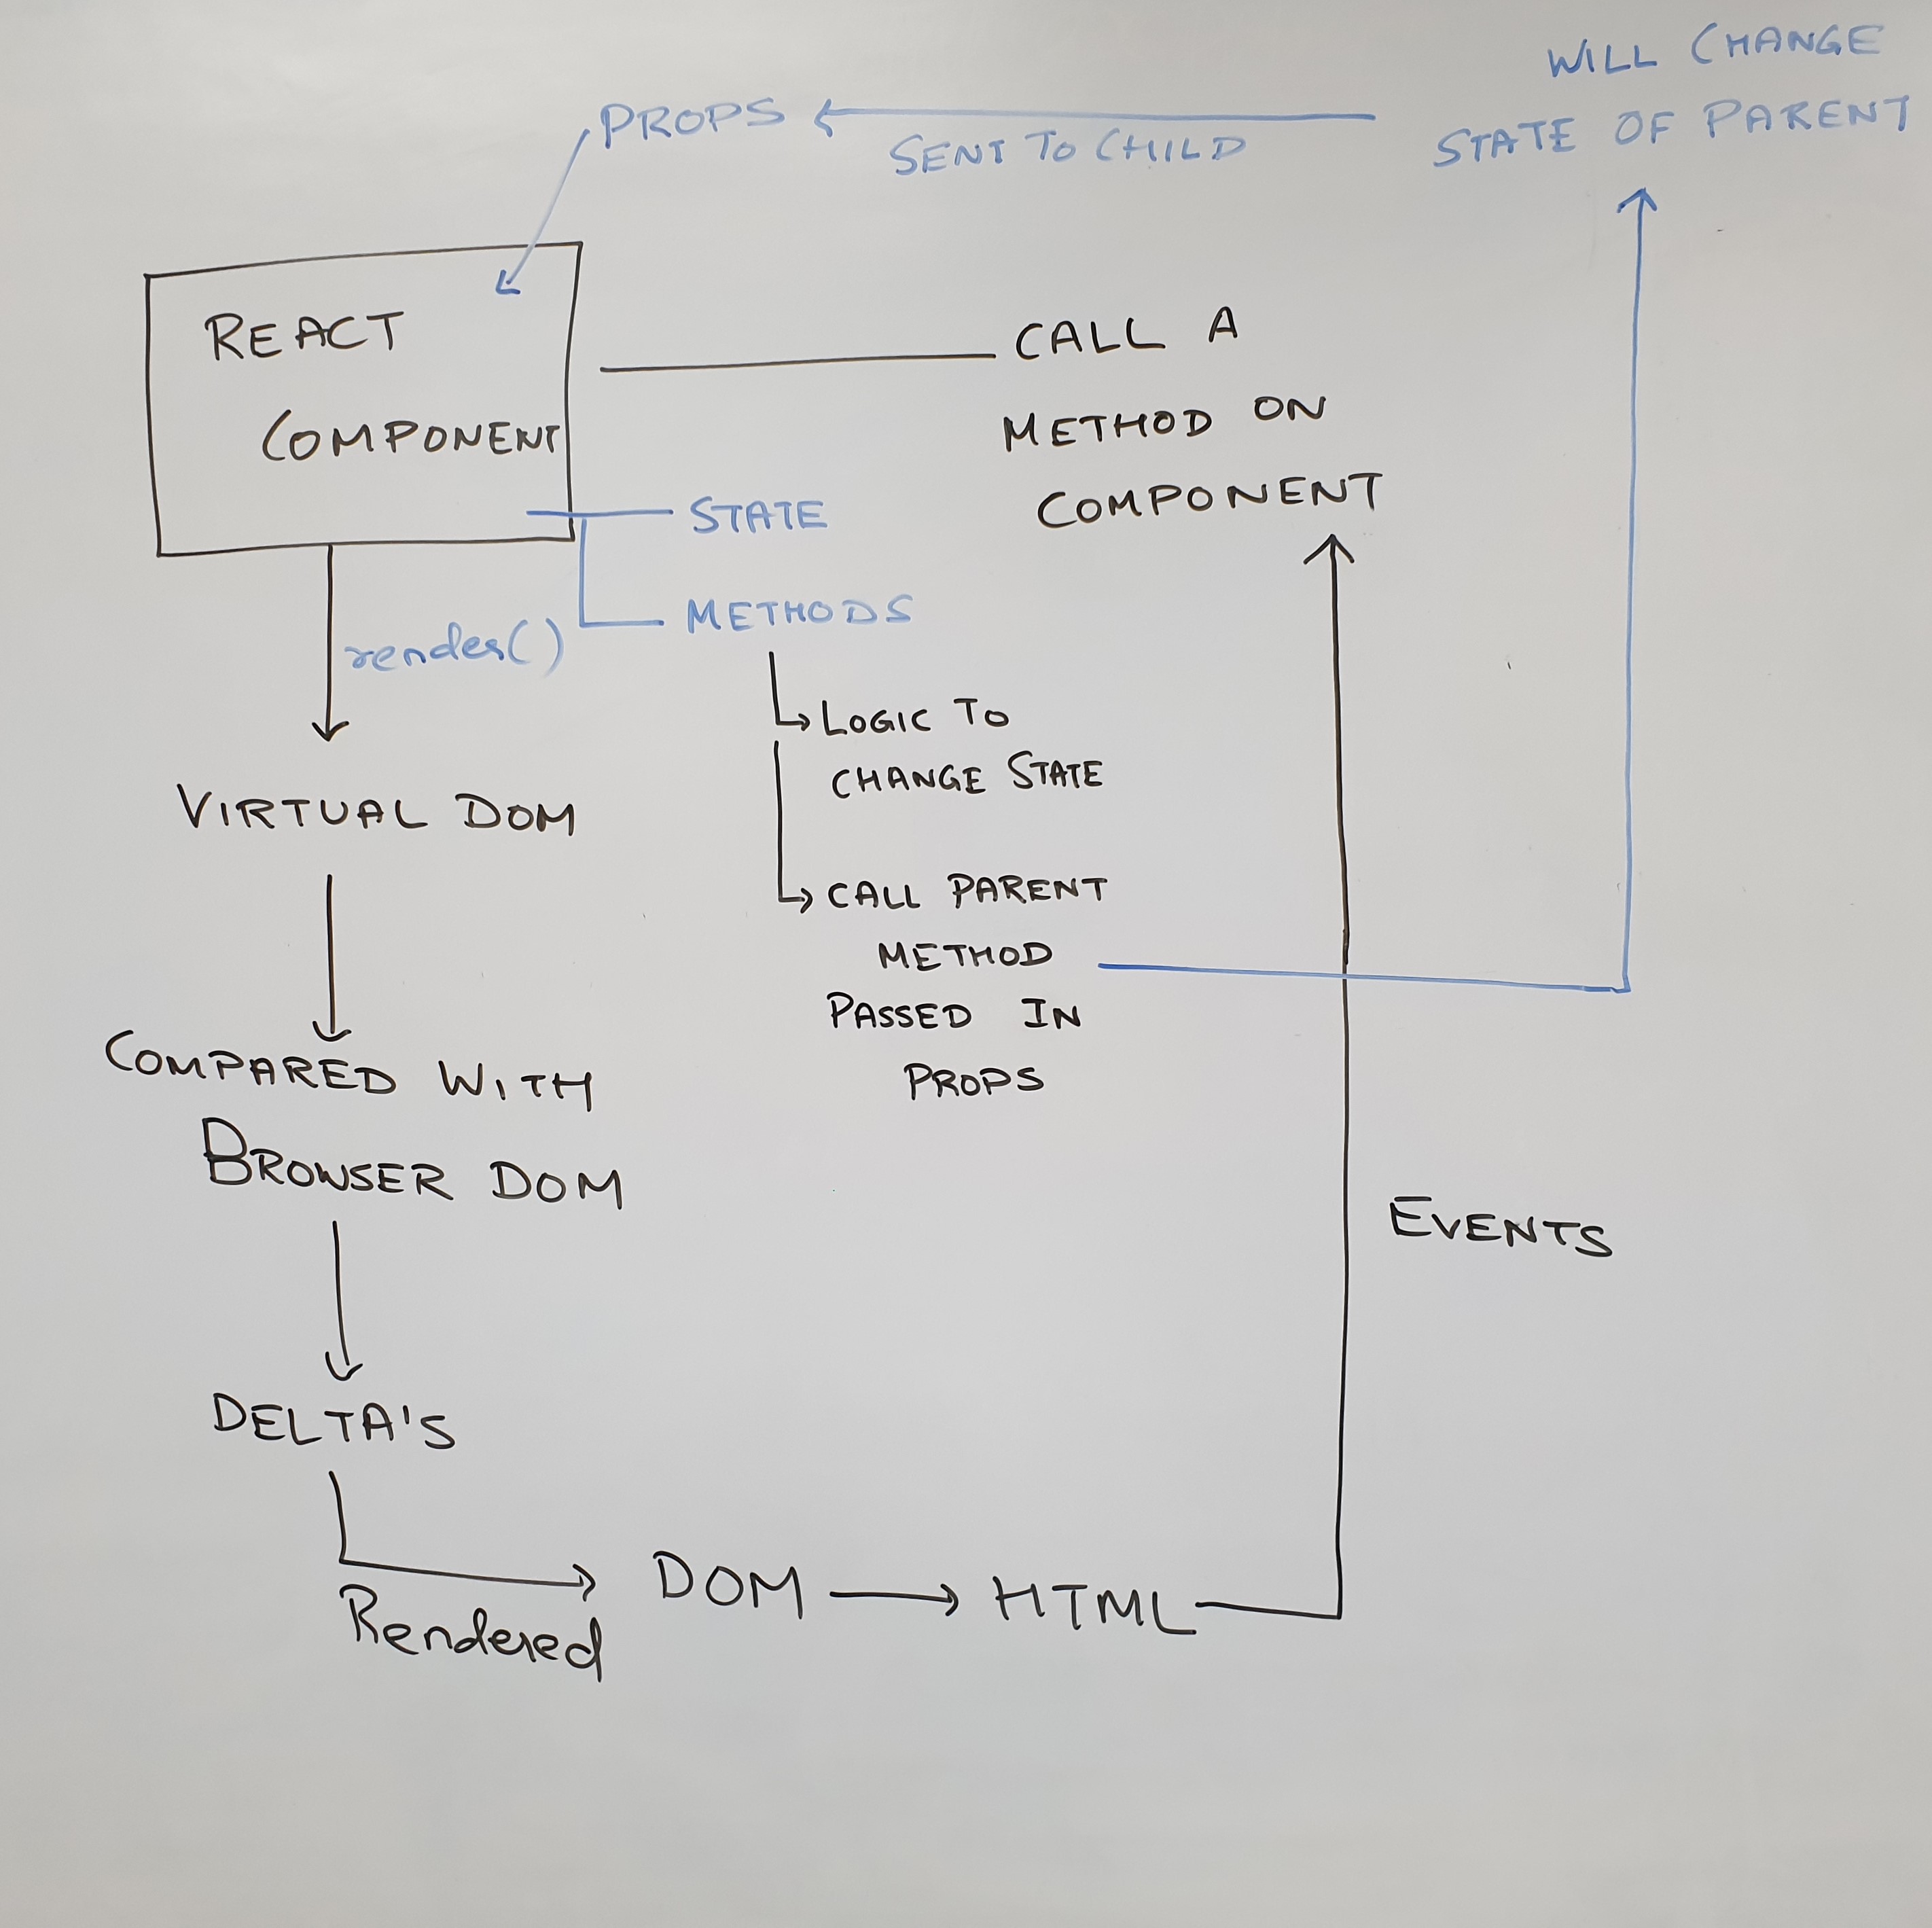 WILL CHANGE
STATE OF PARENT
PROPS
SENT TO CHILD
REACT
COMPONENT
CALL A
METHOD ON
COMPONENT
STATE
METHODS
render()
LOGIC TO
CHANGE STATE
VIRTUAL DOM
CALL PARENT
METHOD
PASSED IN
PROPS
COMPARED WITH
BROWSER DOM
EVENTS
DELTA'S
Rendered
DOM
HTML